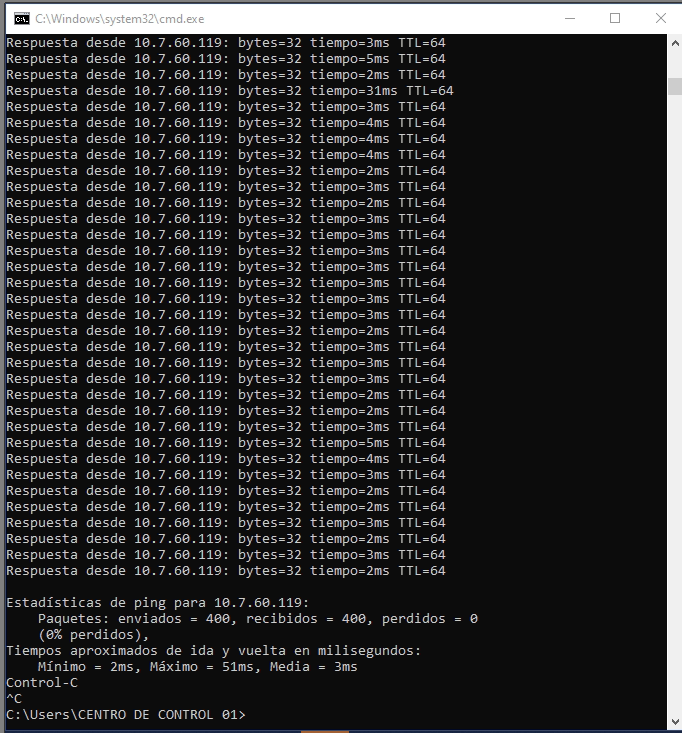 C:\Windows\system32\cmd.exe
Respuesta desde 10.7.60.119: bytes=32 tiempo=3ms TTL=64
Respuesta desde 10.7.60.119: bytes=32 tiempo=5ms TTL=64
Respuesta desde 10.7.60.119: bytes=32 tiempo=2ms TTL=64
Respuesta desde 10.7.60.119: bytes=32 tiempo=31ms TTL=64
Respuesta desde 10.7.60.119: bytes=32 tiempo=3ms TTL=64
Respuesta desde 10.7.60.119: bytes=32 tiempo=4ms TTL=64
Respuesta desde 10.7.60.119: bytes=32 tiempo=4ms TTL=64
Respuesta desde 10.7.60.119: bytes=32 tiempo=4ms TTL=64
Respuesta desde 10.7.60.119: bytes=32 tiempo=2ms TTL=64
Respuesta desde 10.7.60.119: bytes=32 tiempo=3ms TTL=64
Respuesta desde 10.7.60.119: bytes=32 tiempo=2ms TTL=64
Respuesta desde 10.7.60.119: bytes=32 tiempo=3ms TTL=64
Respuesta desde 10.7.60.119: bytes=32 tiempo=3ms TTL=64
Respuesta desde 10.7.60.119: bytes=32 tiempo=3ms TTL=64
Respuesta desde 10.7.60.119: bytes=32 tiempo=3ms TTL=64
Respuesta desde 10.7.60.119: bytes=32 tiempo=3ms TTL=64
Respuesta desde 10.7.60.119: bytes=32 tiempo=3ms TTL=64
Respuesta desde 10.7.60.119: bytes=32 tiempo=3ms TTL=64
Respuesta desde 10.7.60.119: bytes=32 tiempo=2ms TTL=64
Respuesta desde 10.7.60.119: bytes=32 tiempo=3ms TTL=64
Respuesta desde 10.7.60.119: bytes=32 tiempo=3ms TTL=64
Respuesta desde 10.7.60.119: bytes=32 tiempo=3ms TTL=64
Respuesta desde 10.7.60.119: bytes=32 tiempo=2ms TTL=64
Respuesta desde 10.7.60.119: bytes=32 tiempo=2ms TTL=64
Respuesta desde 10.7.60.119: bytes=32 tiempo=3ms TTL=64
Respuesta desde 10.7.60.119: bytes=32 tiempo=5ms TTL=64
Respuesta desde 10.7.60.119: bytes=32 tiempo=4ms TTL=64
Respuesta desde 10.7.60.119: bytes=32 tiempo=3ms TTL=64
Respuesta desde 10.7.60.119: bytes=32 tiempo=2ms TTL=64
Respuesta desde 10.7.60.119: bytes=32 tiempo=2ms TTL=64
Respuesta desde 10.7.60.119: bytes=32 tiempo=3ms TTL=64
Respuesta desde 10.7.60.119: bytes=32 tiempo=2ms TTL=64
Respuesta desde 10.7.60.119: bytes=32 tiempo=3ms TTL=64
Respuesta desde 10.7.60.119: bytes=32 tiempo=2ms TTL=64
Estadísticas de ping para 10.7.60.119:
Paquetes: enviados = 400, recibidos = 400, perdidos = 0
(0% perdidos),
Tiempos aproximados de ida y vuelta en milisegundos:
Mínimo = 2ms, Máximo = 51ms, Media = 3ms
Control-C
^C
C:\Users\CENTRO DE CONTROL 01>